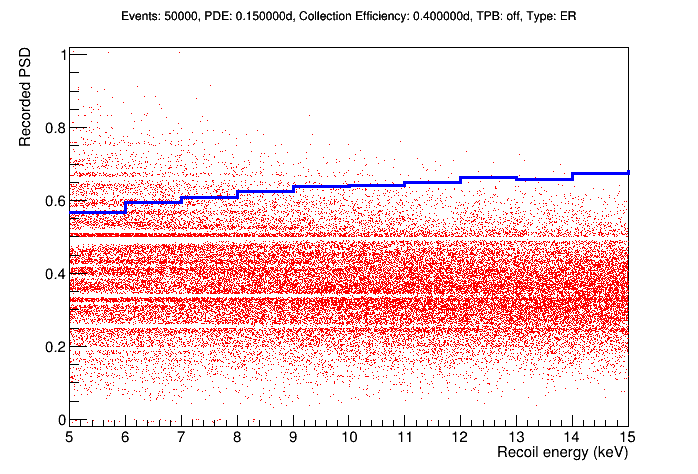 Events: 50000, PDE: 0.150000d, Collection Efficiency: 0.400000d, TPB: off, Type: ER
Recorded PSD
1
0.8
0.6
0.4
0.2
0
5 6 7 8 9 10 11 12 13 14 15
Recoil energy (keV)